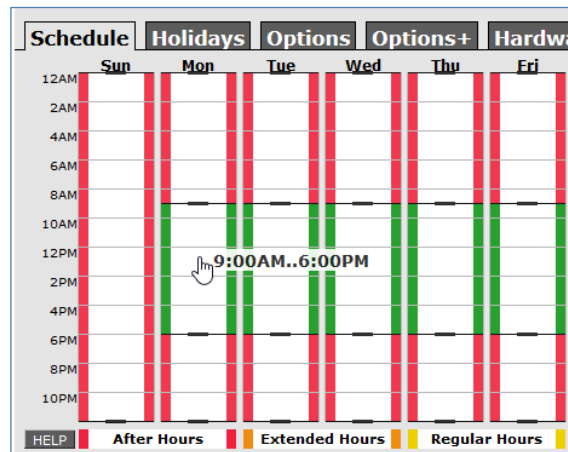 Schedule Holidays Options Options+ Hardwa
Sun Mon Tue Wed Thu Fri
12AM
2AM
4AM
6AM
8AM
10AM
12PM
9:00AM..6:00PM
2PM
4PM
6PM
8PM
10PM
HELP After Hours Extended Hours Regular Hours